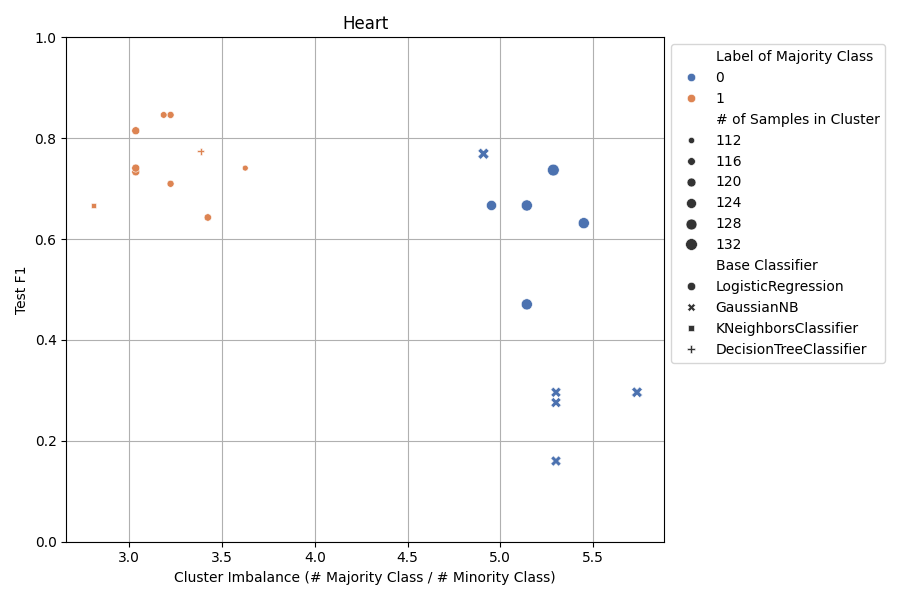 Heart
1.0
0.8
0.6
0.4
0.2
0.0
Test F1
3.0
3.5
4.0
4.5
5.0
5.5
Cluster Imbalance (# Majority Class / # Minority Class)
Label of Majority Class
0
1
# of Samples in Cluster
112
116
120
124
128
132
Base Classifier
LogisticRegression
GaussianNB
KNeighborsClassifier
DecisionTreeClassifier